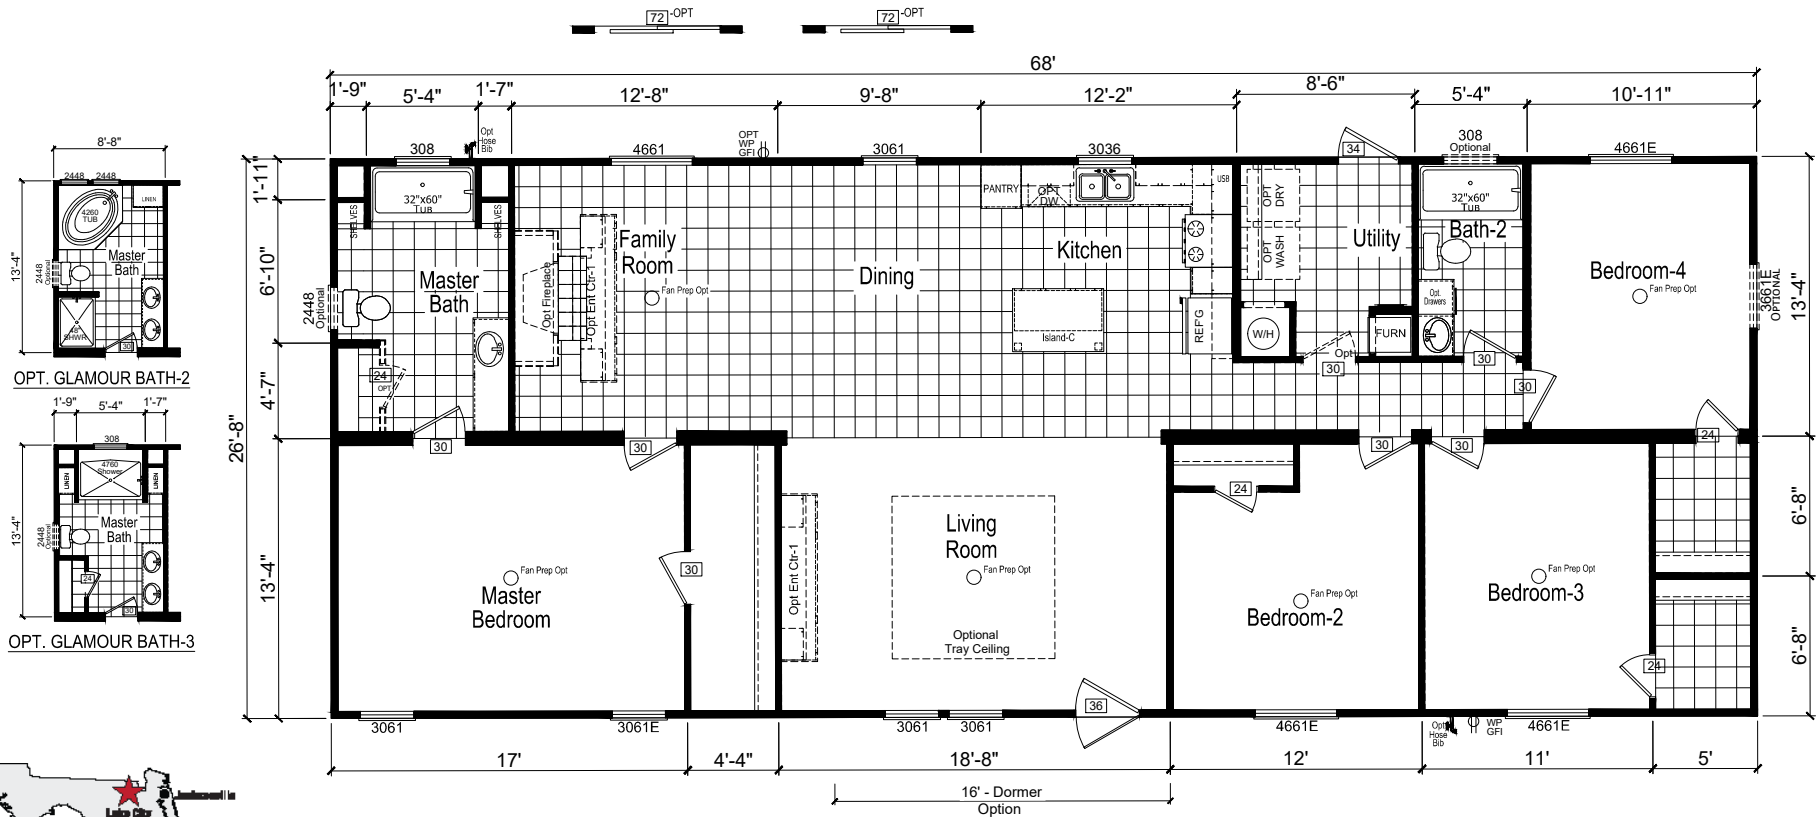 72 -OPT
72 -OPT
68'
1'-9"
5'-4"
1'-7"
12'-8"
9'-8"
12'-2"
8'-6"
5'-4"
10'-11"
Opt
Hose
Bib
OPT
WP
GFI
308
4661
3061
3036
34
308
Optional
4661E
8'-8"
2448
2448
LINEN
4260
TUB
Master
Bath
13'-4"
2448
Optional
48"
SHWR
30
OPT. GLAMOUR BATH-2
1'-9"
5'-4"
1'-7"
308
4760
Shower
LINEN
LINEN
Master
Bath
13'-4"
2448
Optional
24
30
OPT. GLAMOUR BATH-3
26'-8"
1'-11"
6'-10"
4'-7"
13'-4"
32"x60"
TUB
SHELVES
SHELVES
Master
Bath
2448
Optional
24
OPT
30
Opt Fireplace
Opt Ent Ctr-1
Family
Room
Fan Prep Opt
Dining
PANTRY
OPT
DW
USB
Kitchen
Island-C
REFG
OPT
DRY
OPT
WASH
Utility
W/H
FURN
Opt
30
32"x60"
TUB
Bath-2
Opt.
Drawers
30
Bedroom-4
Fan Prep Opt
3661E
OPTIONAL
13'-4"
30
24
30
30
30
24
Master
Bedroom
Fan Prep Opt
30
Opt Ent Ctr-1
Living
Room
Fan Prep Opt
Optional
Tray Ceiling
36
Bedroom-2
Fan Prep Opt
Bedroom-3
Fan Prep Opt
24
6'-8"
6'-8"
3061
3061E
3061
3061
4661E
Opt
Hose
Bib
WP
GFI
4661E
17'
4'-4"
18'-8"
12'
11'
5'
16' - Dormer
Option
Lake City